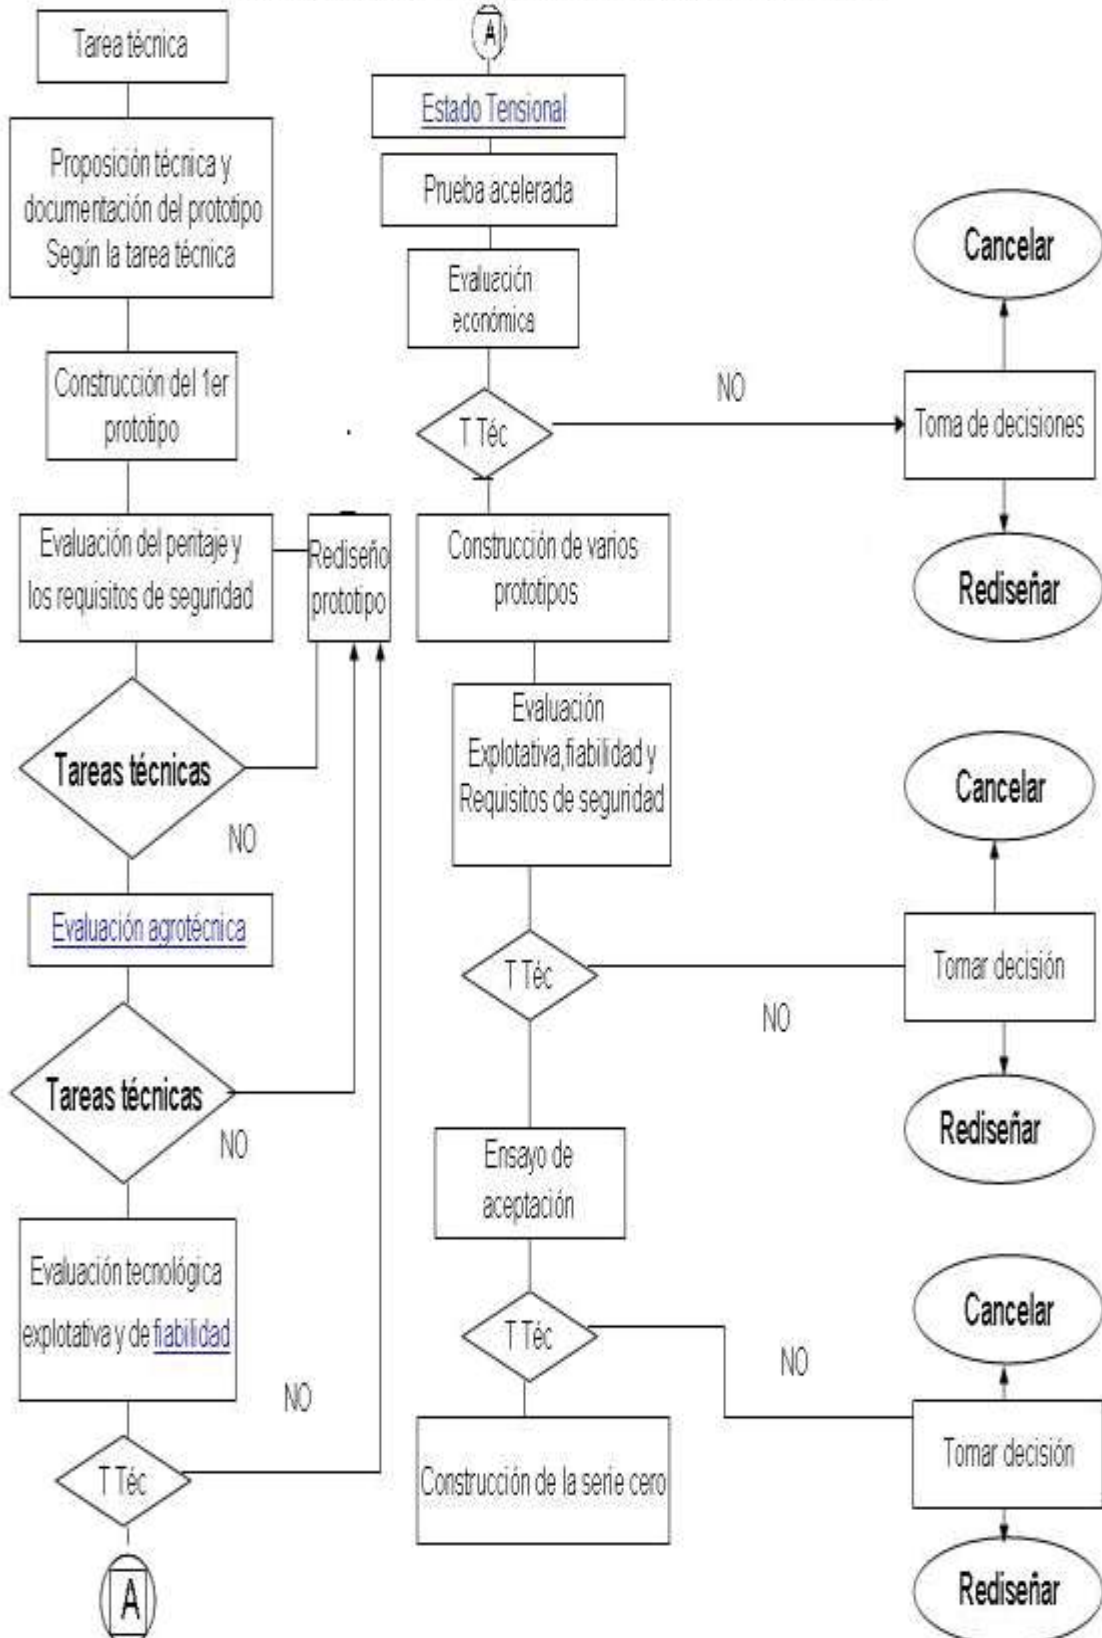 Tarea técnica
Proposición técnica y
documentación del prototipo
Según la tarea técnica
Construcción del 1er
prototipo
Evaluación del peritaje y
los requisitos de seguridad
Rediseño
prototipo
Tareas técnicas
NO
Evaluación agrotécnica
Tareas técnicas
NO
Evaluación tecnológica
explotativa y de fiabilidad
NO
T Téc
A
A
Estado Tensional
Prueba acelerada
Evaluación
económica
T Téc
NO
Toma de decisiones
Cancelar
Rediseñar
Construcción de varios
prototipos
Evaluación
Explotativa,fiabilidad y
Requisitos de seguridad
T Téc
NO
Cancelar
Tomar decisión
Rediseñar
Ensayo de
aceptación
T Téc
NO
Cancelar
Tomar decisión
Rediseñar
Construcción de la serie cero